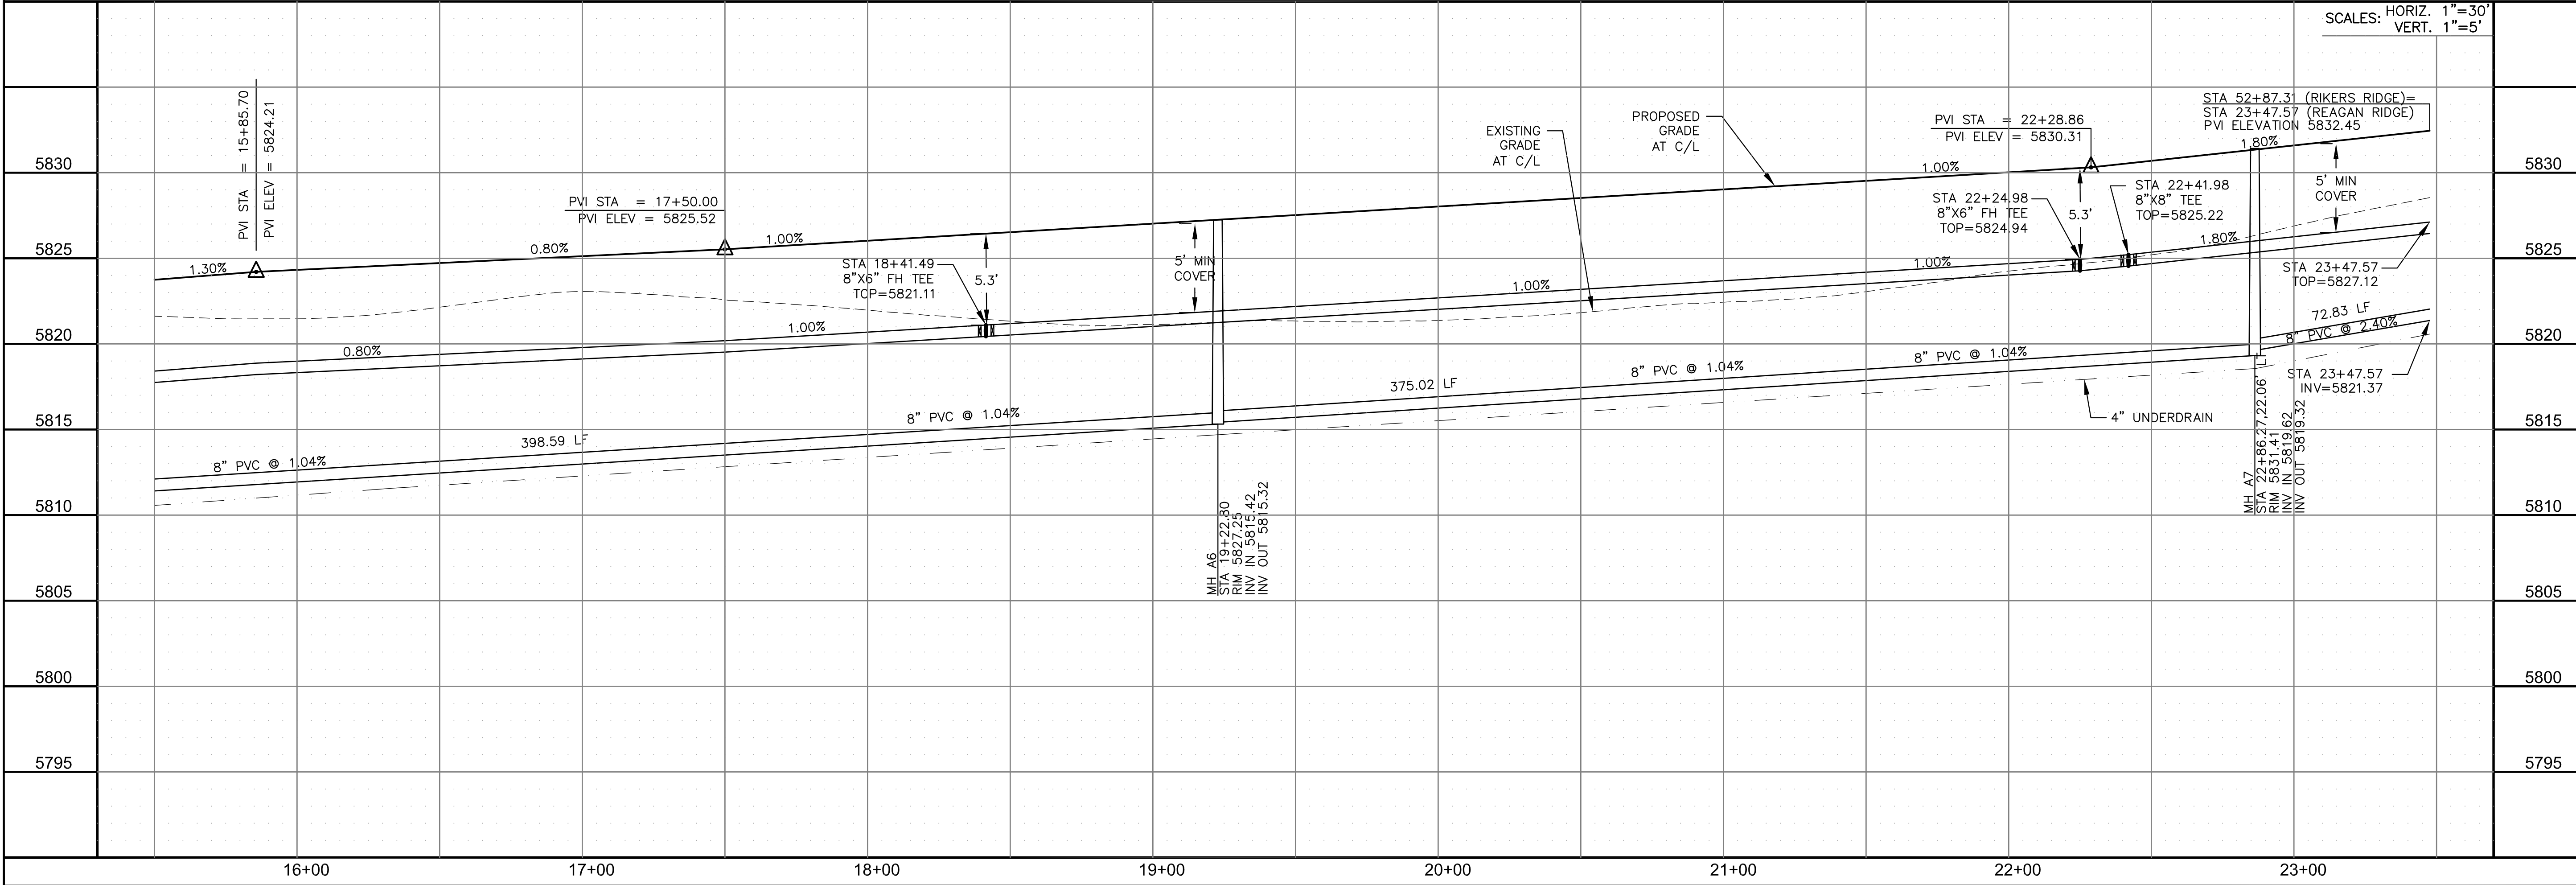 SCALES: HORIZ. 1"=30'
VERT. 1"=5'
PVI STA = 15+85.70
PVI ELEV = 5824.21
PVI STA = 17+50.00
PVI ELEV = 5825.52
1.30%
0.80%
1.00%
STA 18+41.49
8"X6" FH TEE
TOP=5821.11
5.3'
5' MIN
COVER
EXISTING
GRADE
AT C/L
PROPOSED
GRADE
AT C/L
1.00%
PVI STA = 22+28.86
PVI ELEV = 5830.31
STA 52+87.31 (RIKERS RIDGE)=
STA 23+47.57 (REAGAN RIDGE)
PVI ELEVATION 5832.45
1.80%
STA 22+24.98
8"X6" FH TEE
TOP=5824.94
5.3'
STA 22+41.98
8"X8" TEE
TOP=5825.22
5' MIN
COVER
0.80%
1.00%
1.00%
1.00%
1.80%
STA 23+47.57
TOP=5827.12
72.83 LF
8" PVC @ 2.40%
STA 23+47.57
INV=5821.37
8" PVC @ 1.04%
398.59 LF
8" PVC @ 1.04%
375.02 LF
8" PVC @ 1.04%
8" PVC @ 1.04%
4" UNDERDRAIN
MH A6
STA 19+22.80
RIM 5827.25
INV IN 5815.42
INV OUT 5815.32
MH A7
STA 22+86.27,22.06' LT
RIM 5831.41
INV IN 5819.62
INV OUT 5819.32
5830
5825
5820
5815
5810
5805
5800
5795
5830
5825
5820
5815
5810
5805
5800
5795
16+00
17+00
18+00
19+00
20+00
21+00
22+00
23+00